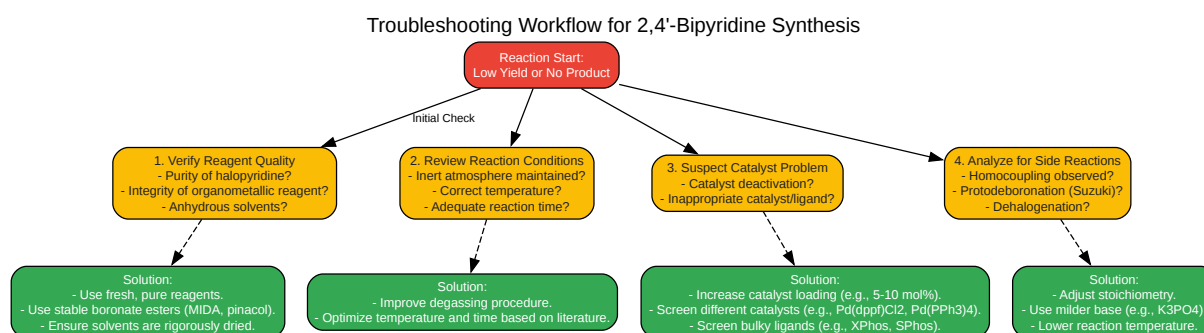 Troubleshooting Workflow for 2,4'-Bipyridine Synthesis
Reaction Start:
Low Yield or No Product
Initial Check
1. Verify Reagent Quality
- Purity of halopyridine?
- Integrity of organometallic reagent?
- Anhydrous solvents?
2. Review Reaction Conditions
- Inert atmosphere maintained?
- Correct temperature?
- Adequate reaction time?
3. Suspect Catalyst Problem
- Catalyst deactivation?
- Inappropriate catalyst/ligand?
4. Analyze for Side Reactions
- Homocoupling observed?
- Protodeboronation (Suzuki)?
- Dehalogenation?
Solution:
- Use fresh, pure reagents.
- Use stable boronate esters (MIDA, pinacol).
- Ensure solvents are rigorously dried.
Solution:
- Improve degassing procedure.
- Optimize temperature and time based on literature.
Solution:
- Increase catalyst loading (e.g., 5-10 mol%).
- Screen different catalysts (e.g., Pd(dppf)Cl2, Pd(PPh3)4).
- Screen bulky ligands (e.g., XPhos, SPhos).
Solution:
- Adjust stoichiometry.
- Use milder base (e.g., K3PO4
- Lower reaction temperature